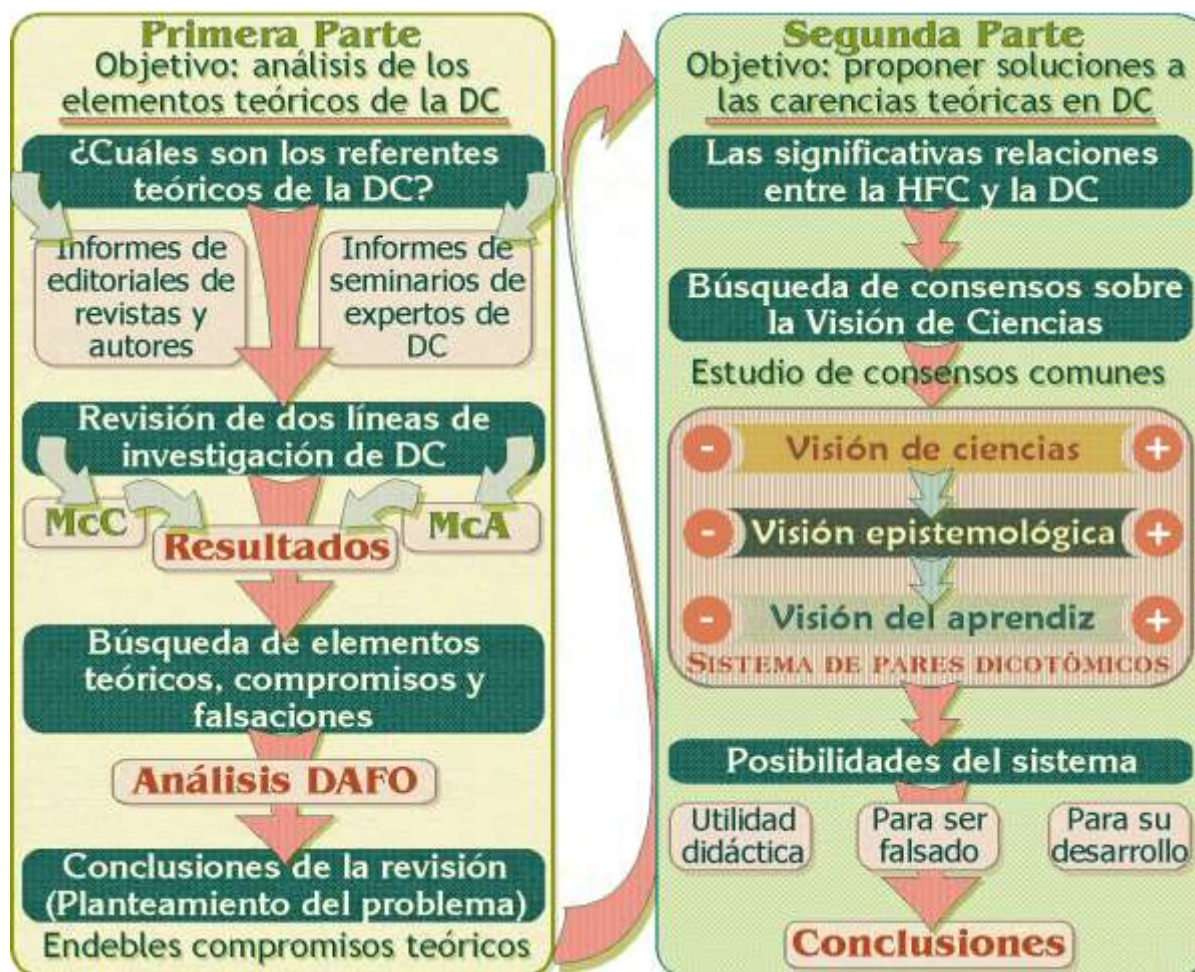 Primera Parte
Objetivo: análisis de los
elementos teóricos de la DC
¿Cuáles son los referentes
teóricos de la DC?
Informes de
editoriales de
revistas y
autores
Informes de
seminarios de
expertos de
DC
Revisión de dos líneas de
investigación de DC
McC
McA
Resultados
Búsqueda de elementos
teóricos, compromisos y
falsaciones
Análisis DAFO
Conclusiones de la revisión
(Planteamiento del problema)
Endebles compromisos teóricos
Segunda Parte
Objetivo: proponer soluciones a
las carencias teóricas en DC
Las significativas relaciones
entre la HFC y la DC
Búsqueda de consensos sobre
la Visión de Ciencias
Estudio de consensos comunes
- Visión de ciencias +
- Visión epistemológica +
- Visión del aprendiz +
SISTEMA DE PARES DICOTÓMICOS
Posibilidades del sistema
Utilidad
didáctica
Para ser
falsado
Para su
desarrollo
Conclusiones